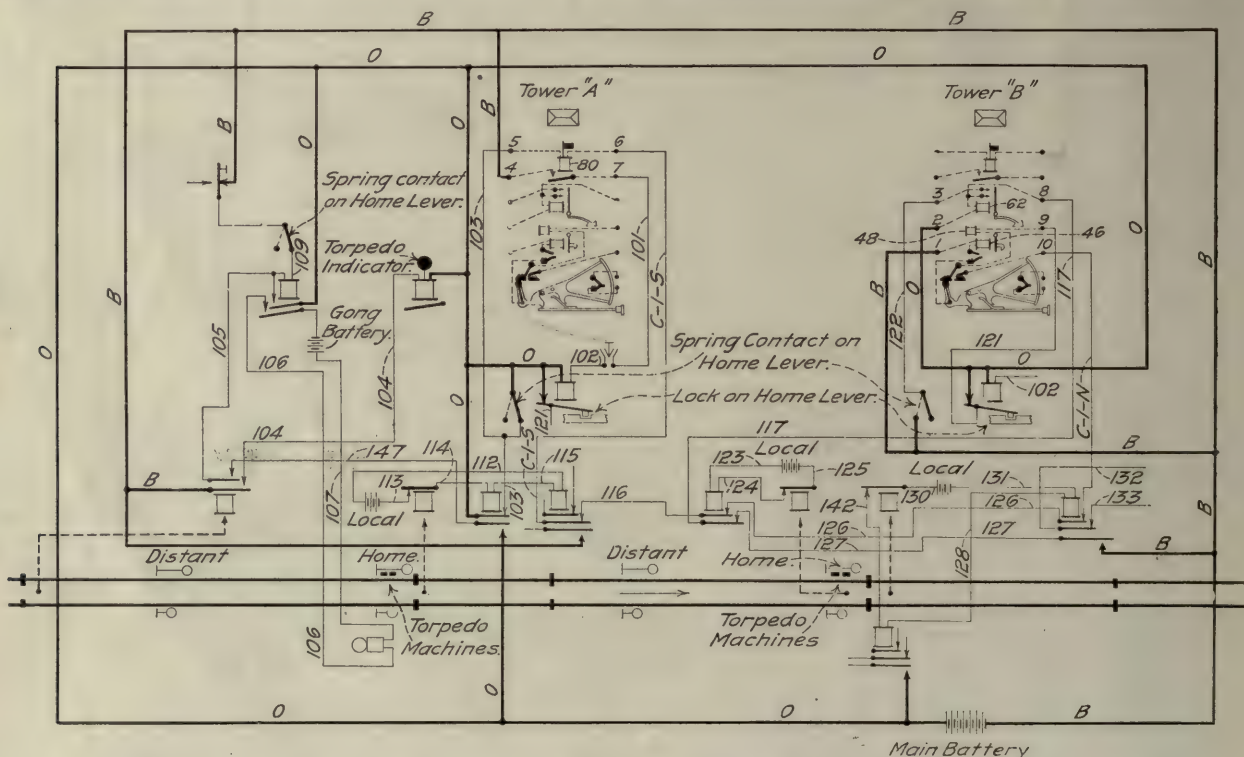 B
B
O
O
Tower "A"
Tower "B"
B
B
O
O
5
6
80
4
7
3
8
62
2
9
48
46
10
Spring contact
on Home Lever.
109
Torpedo
Indicator.
103
101
C-1-S
117
O
B
B
O
122
121
O
Gong
Battery.
105
106
104
O
102
Spring Contact on
Home Lever.
Lock on Home Lever.
O
102
121
C-1-S
C-1-N
B
O
104
147
114
112
115
103
113
Local
107
B
116
117
123
Local
124
125
Local
142
130
131
126
132
133
126
127
127
128
B
B
B
Distant
Home.
Distant
Home
Torpedo
Machines.
Torpedo
Machines
106
O
O
O
B
Main Battery